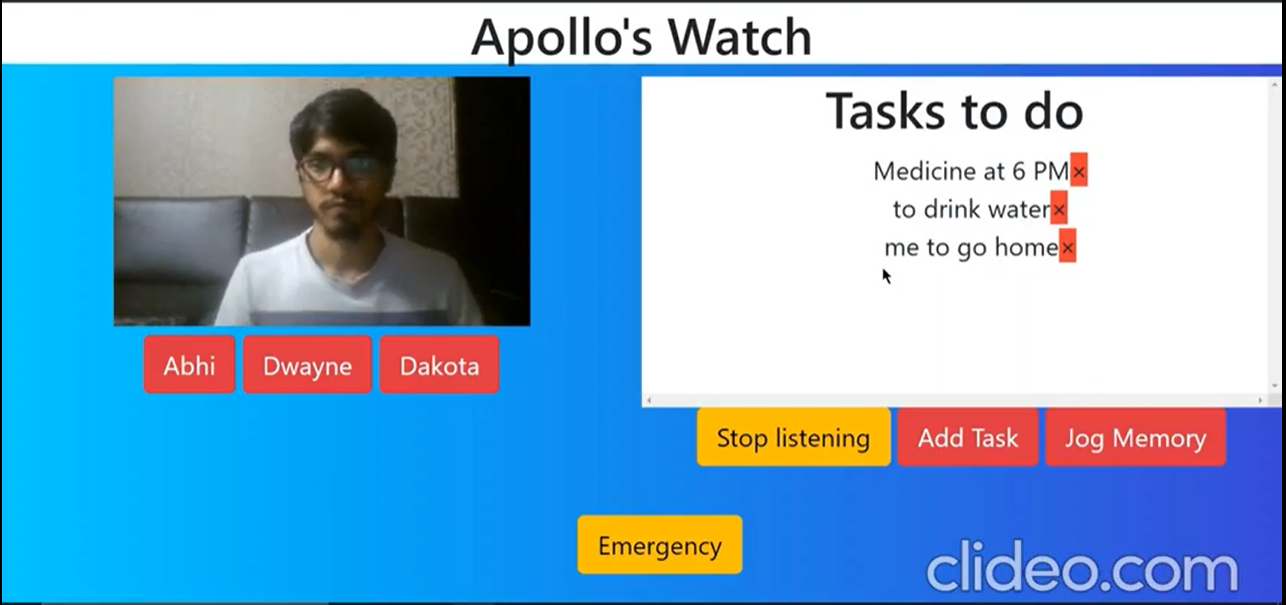 Apollo's Watch
Tasks to do
Medicine at 6 PM×
to drink water×
me to go home×
Abhi Dwayne Dakota
Stop listening Add Task Jog Memory
Emergency
clideo.com